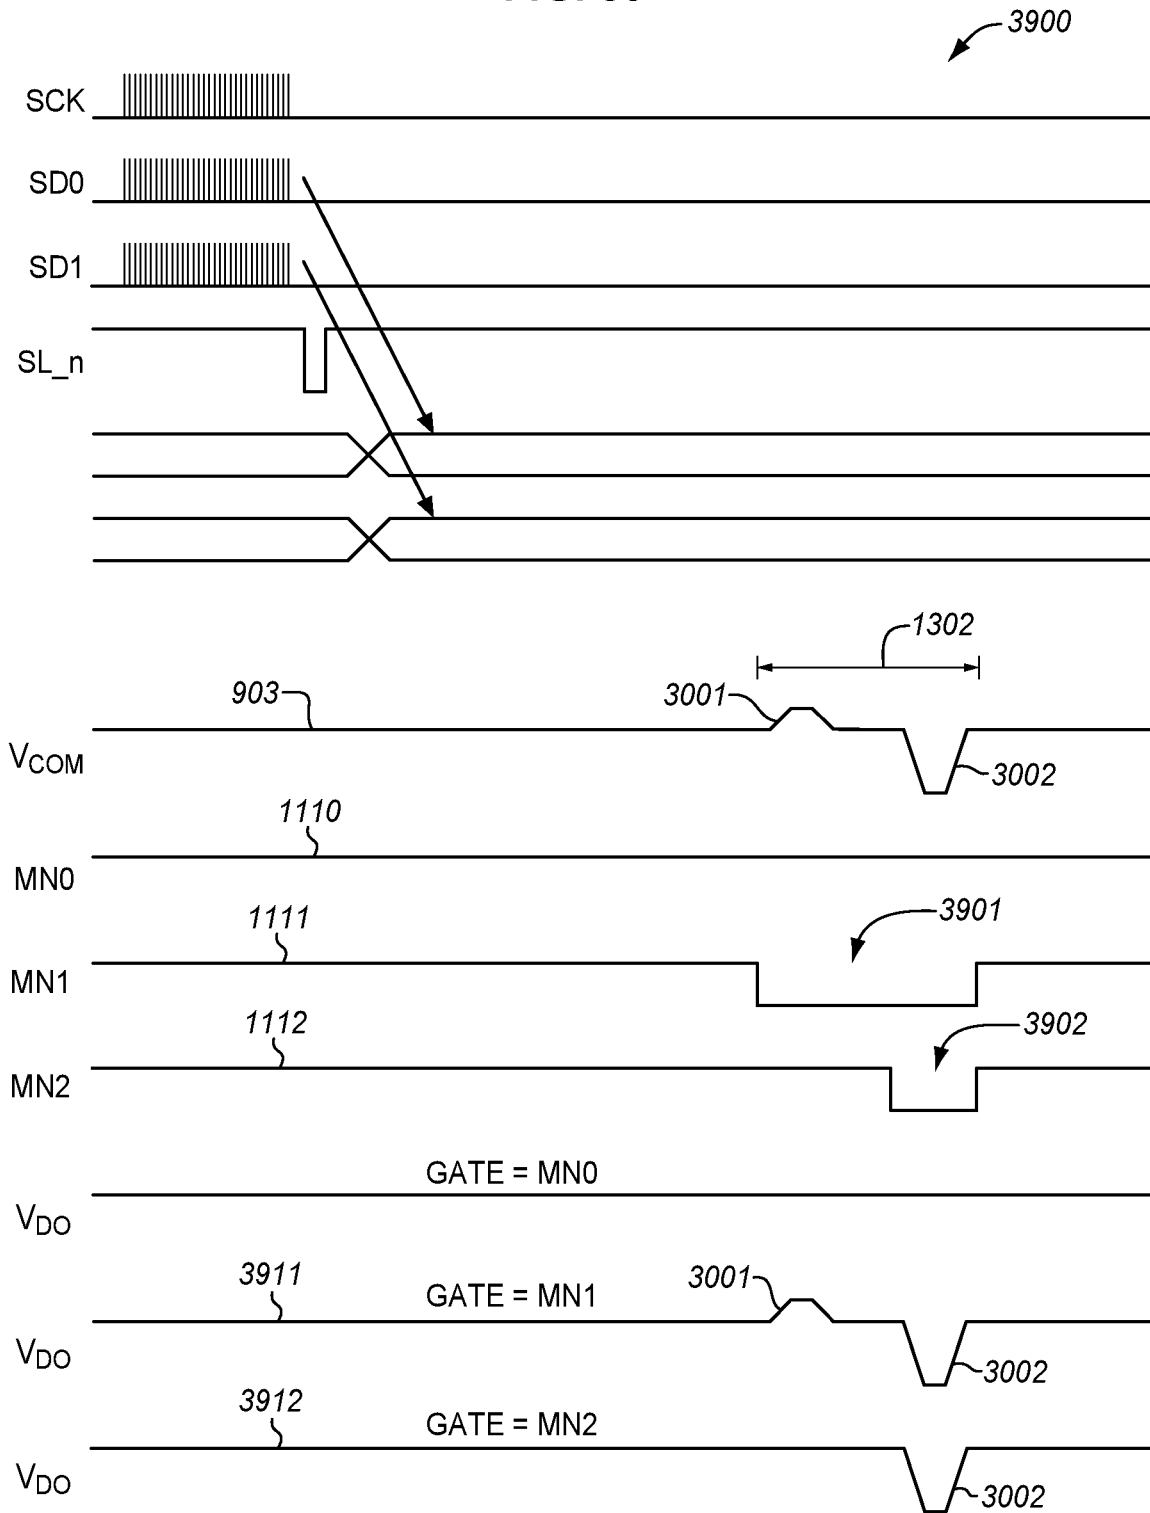 3900
SCK
SD0
SD1
SL_n
1302
903
3001
VCOM
3002
1110
MN0
1111
3901
MN1
1112
3902
MN2
GATE = MN0
VDO
3911
GATE = MN1
3001
VDO
3002
3912
GATE = MN2
VDO
3002